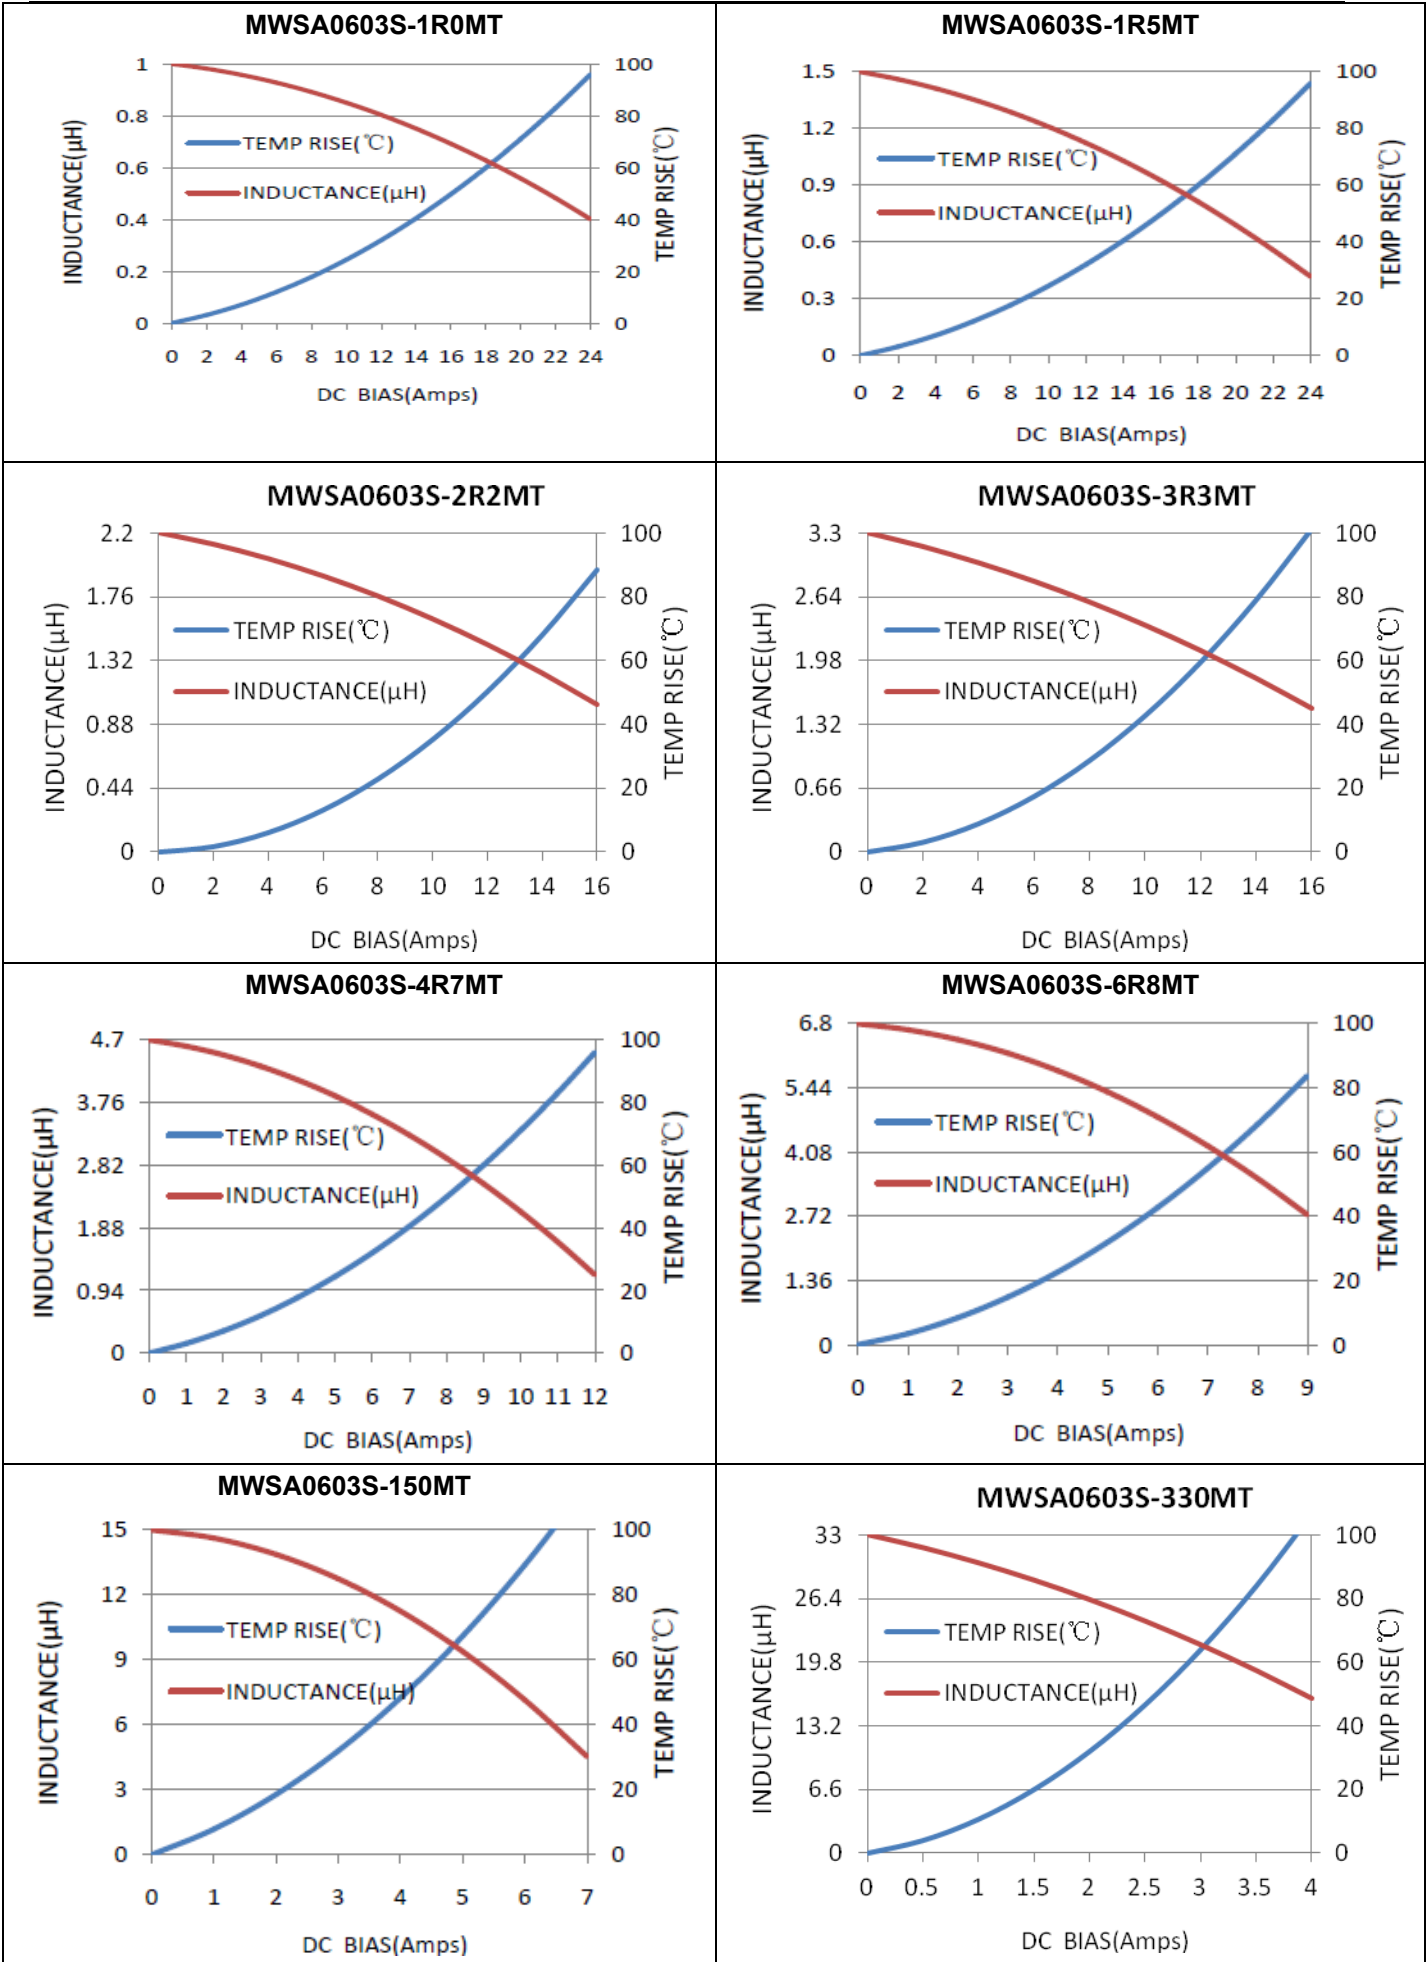 MWSA0603S-1R0MT
1
0.8
0.6
0.4
0.2
0
100
80
60
40
20
0
TEMP RISE(℃)
INDUCTANCE(μH)
INDUCTANCE(μH)
TEMP RISE(℃)
0 2 4 6 8 10 12 14 16 18 20 22 24
DC BIAS(Amps)
MWSA0603S-1R5MT
1.5
1.2
0.9
0.6
0.3
0
100
80
60
40
20
0
TEMP RISE(℃)
INDUCTANCE(μH)
INDUCTANCE(μH)
TEMP RISE(℃)
0 2 4 6 8 10 12 14 16 18 20 22 24
DC BIAS(Amps)
MWSA0603S-2R2MT
2.2
1.76
1.32
0.88
0.44
0
100
80
60
40
20
0
TEMP RISE(℃)
INDUCTANCE(μH)
INDUCTANCE(μH)
TEMP RISE(℃)
0 2 4 6 8 10 12 14 16
DC BIAS(Amps)
MWSA0603S-3R3MT
3.3
2.64
1.98
1.32
0.66
0
100
80
60
40
20
0
TEMP RISE(℃)
INDUCTANCE(μH)
INDUCTANCE(μH)
TEMP RISE(℃)
0 2 4 6 8 10 12 14 16
DC BIAS(Amps)
MWSA0603S-4R7MT
4.7
3.76
2.82
1.88
0.94
0
100
80
60
40
20
0
TEMP RISE(℃)
INDUCTANCE(μH)
INDUCTANCE(μH)
TEMP RISE(℃)
0 1 2 3 4 5 6 7 8 9 10 11 12
DC BIAS(Amps)
MWSA0603S-6R8MT
6.8
5.44
4.08
2.72
1.36
0
100
80
60
40
20
0
TEMP RISE(℃)
INDUCTANCE(μH)
INDUCTANCE(μH)
TEMP RISE(℃)
0 1 2 3 4 5 6 7 8 9
DC BIAS(Amps)
MWSA0603S-150MT
15
12
9
6
3
0
100
80
60
40
20
0
TEMP RISE(℃)
INDUCTANCE(μH)
INDUCTANCE(μH)
TEMP RISE(℃)
0 1 2 3 4 5 6 7
DC BIAS(Amps)
MWSA0603S-330MT
33
26.4
19.8
13.2
6.6
0
100
80
60
40
20
0
TEMP RISE(℃)
INDUCTANCE(μH)
INDUCTANCE(μH)
TEMP RISE(℃)
0 0.5 1 1.5 2 2.5 3 3.5 4
DC BIAS(Amps)